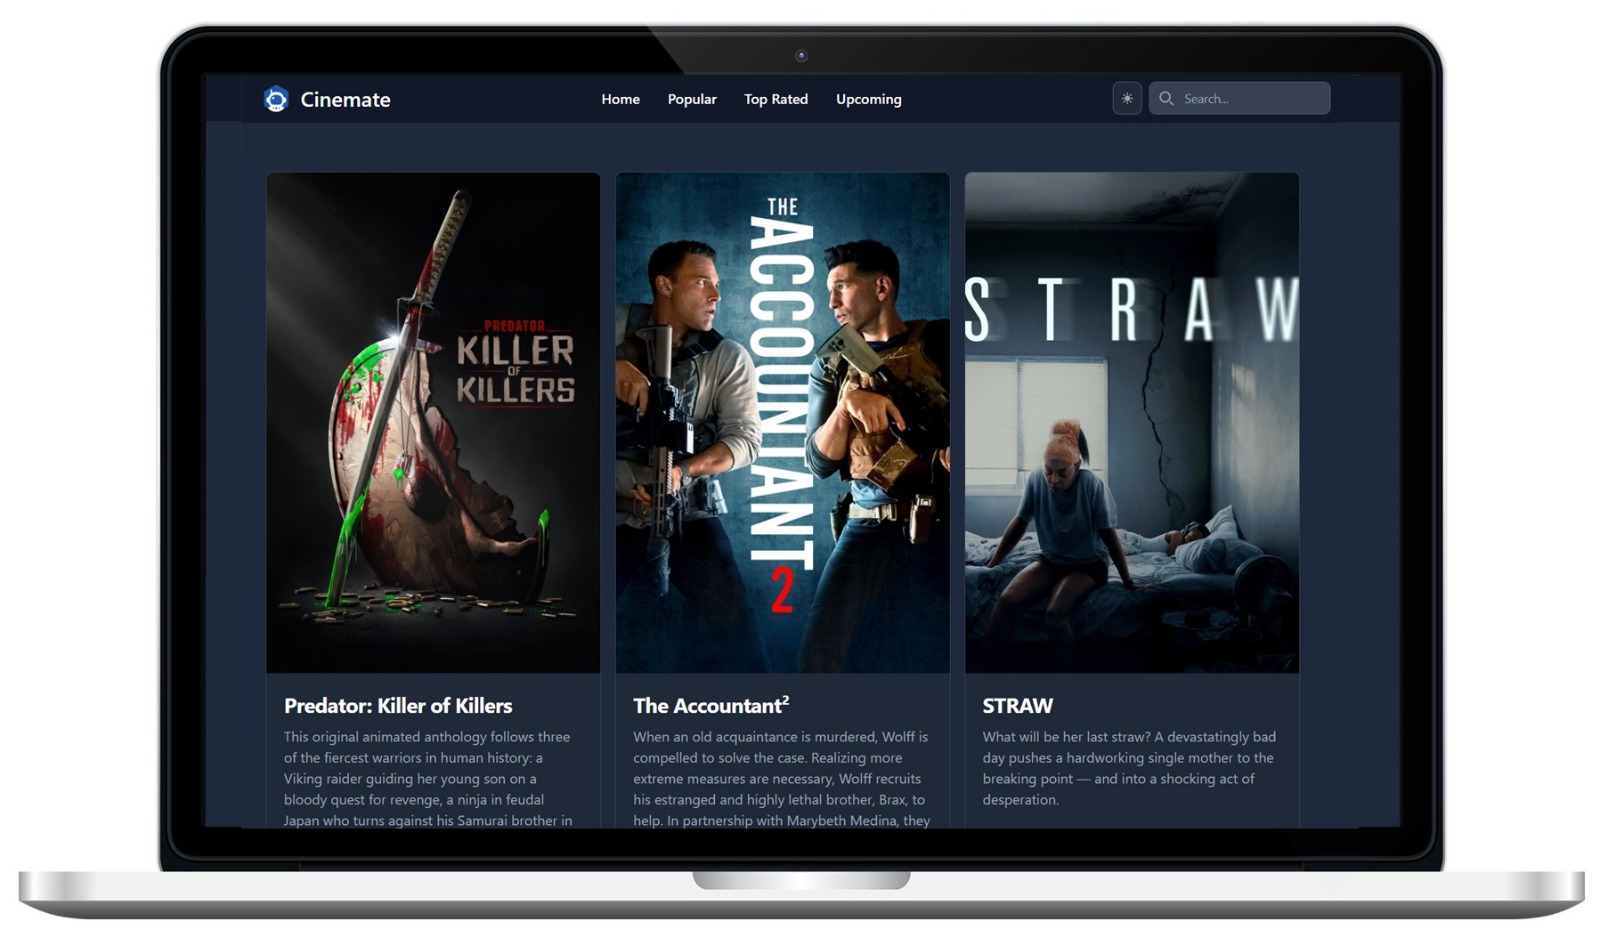 Cinemate
Home
Popular
Top Rated
Upcoming
Search...
PREDATOR
KILLER
OF
KILLERS
THE
ACCOUNTANT
2
STRAW
Predator: Killer of Killers
This original animated anthology follows three
of the fiercest warriors in human history: a
Viking raider guiding her young son on a
bloody quest for revenge, a ninja in feudal
Japan who turns against his Samurai brother in
The Accountant²
When an old acquaintance is murdered, Wolff is
compelled to solve the case. Realizing more
extreme measures are necessary, Wolff recruits
his estranged and highly lethal brother, Brax, to
help. In partnership with Marybeth Medina, they
STRAW
What will be her last straw? A devastatingly bad
day pushes a hardworking single mother to the
breaking point — and into a shocking act of
desperation.